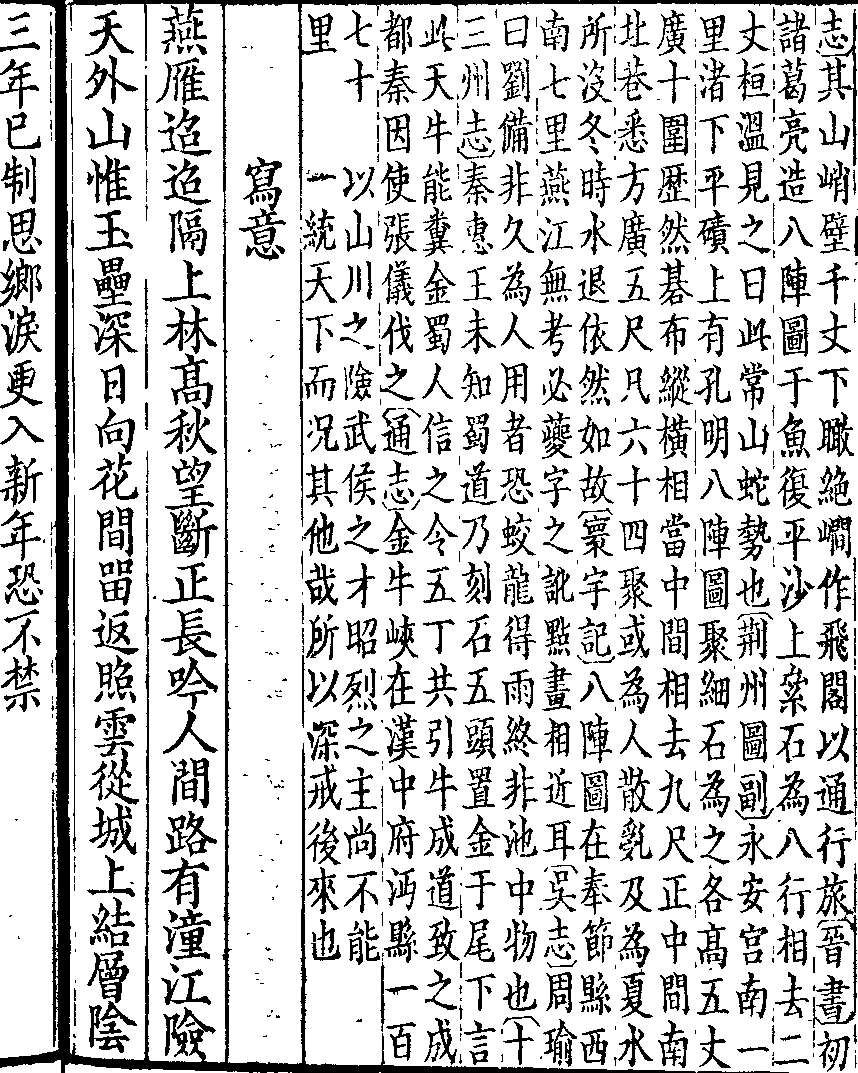 志其山峭壁千丈下瞰絶㵎作飛閣以通行旅晉書初
諸葛亮造八陣圖于魚復平沙上壘石為八行相去二
丈桓溫見之曰此常山蛇勢也荆州圖副永安宮南一
里渚下平磧上有孔明八陣圖聚細石為之各髙五丈
廣十圍歴然碁布縱橫相當中間相去九尺正中間南
北巷悉方廣五尺凡六十四聚或為人散亂及為夏水
所沒冬時水退依然如故寰宇記八陣圖在奉節縣西
南七里燕江無考必夔字之訛㸃畫相近耳吳志周瑜
曰劉備非久為人用者恐蛟龍得雨終非池中物也十
三州志秦惠王未知蜀道乃刻石五頭置金于尾下言
此天牛能糞金蜀人信之令五丁共引牛成道致之成
都秦因使張儀伐之通志金牛峽在漢中府沔縣一百
七十
里
以山川之險武侯之才昭烈之主尚不能
一統天下而況其他哉所以深戒後來也
寫意
燕雁迢迢隔上林髙秋望斷正長吟人間路有潼江險
天外山惟玉壘深日向花間留返照雲從城上結層陰
三年已制思鄉淚更入新年恐不禁